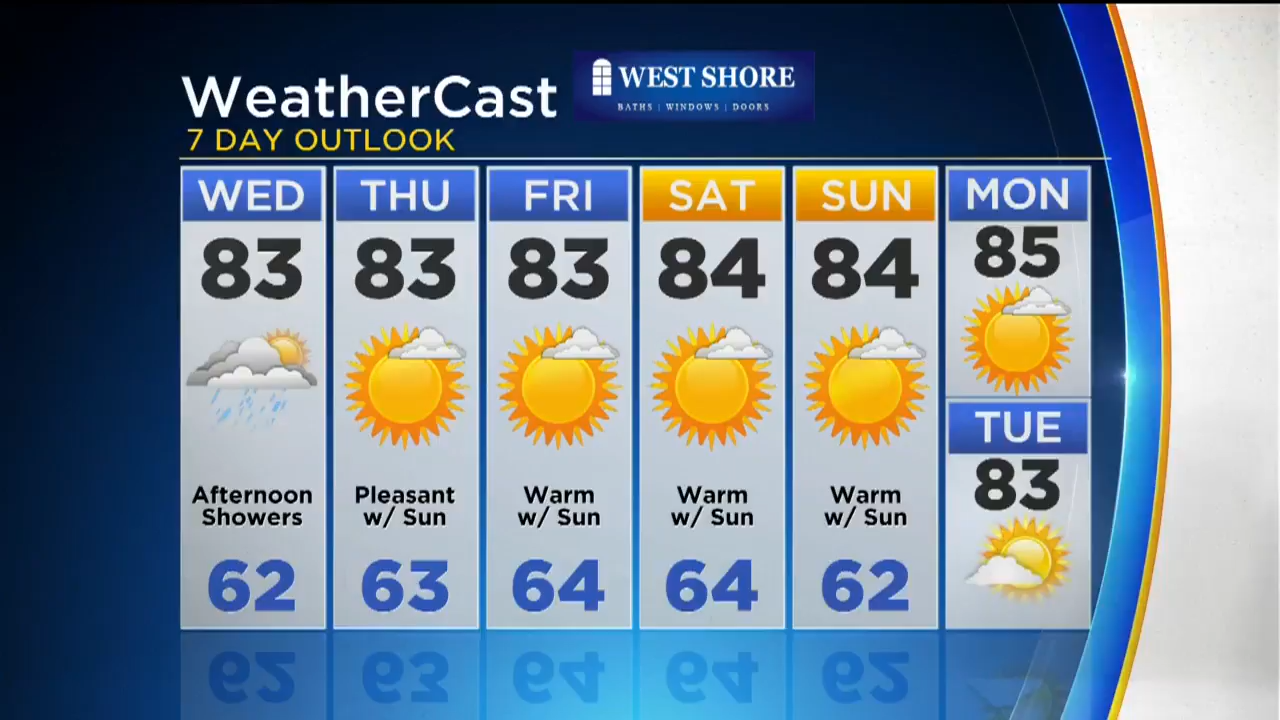 WeatherCast
WEST SHORE
BATHS | WINDOWS | DOORS
7 DAY OUTLOOK
WED
83
Afternoon
Showers
62
THU
83
Pleasant
w/ Sun
63
FRI
83
Warm
w/ Sun
64
SAT
84
Warm
w/ Sun
64
SUN
84
Warm
w/ Sun
62
MON
85
TUE
83